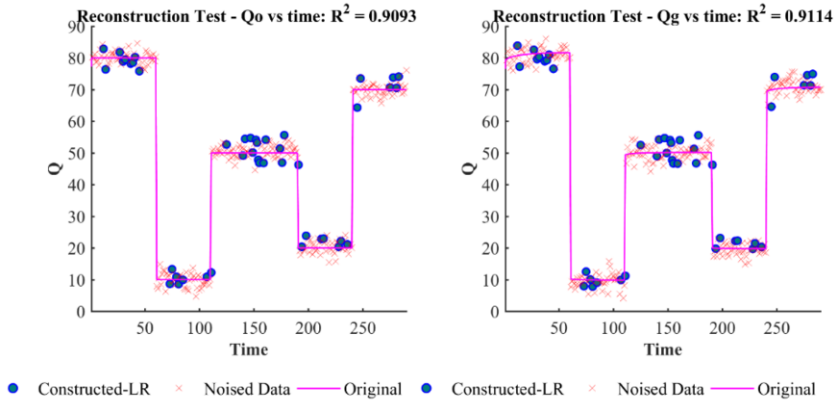 Reconstruction Test - Qo vs time: R² = 0.9093
Reconstruction Test - Qg vs time: R² = 0.9114
90
80
70
60
50
40
30
20
10
0
Q
50 100 150 200 250
Time
90
80
70
60
50
40
30
20
10
0
Q
50 100 150 200 250
Time
Constructed-LR Noised Data Original
Constructed-LR Noised Data Original